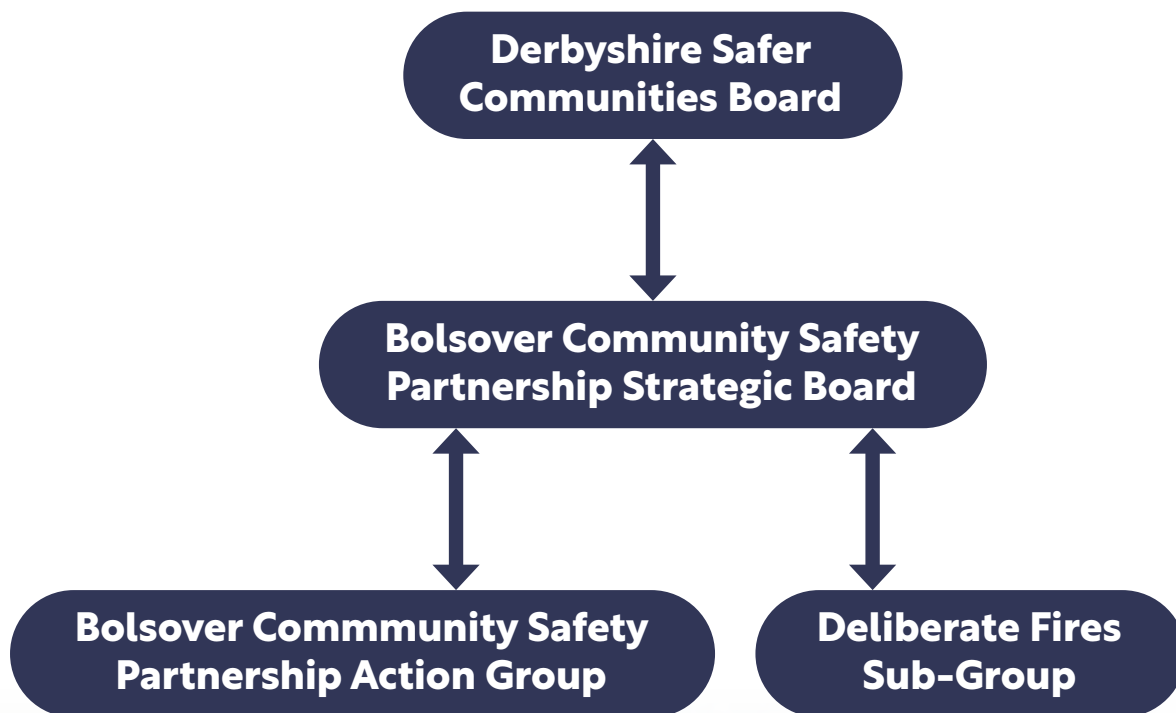 Derbyshire Safer
Communities Board
Bolsover Community Safety
Partnership Strategic Board
Bolsover Commmunity Safety
Partnership Action Group
Deliberate Fires
Sub-Group